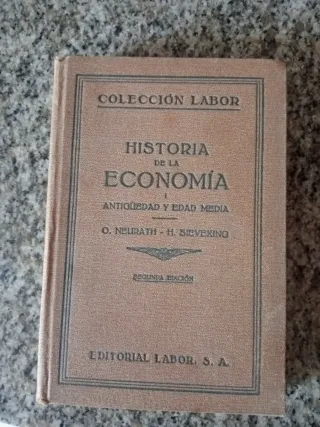 COLECCIÓN LABOR
HISTORIA
DE LA
ECONOMÍA
I
ANTIGÜEDAD Y EDAD MEDIA
O. NEURATH - H. SIEVEKING
SEGUNDA EDICIÓN
EDITORIAL LABOR, S. A.